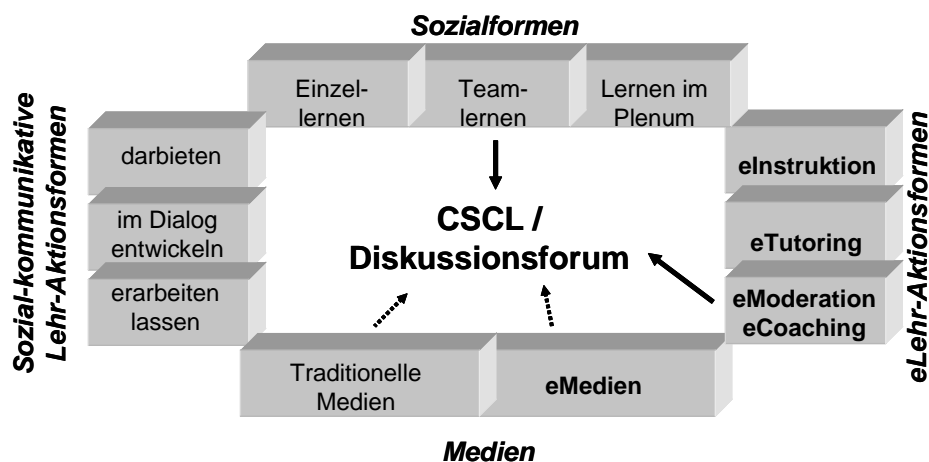 Sozialformen
Einzel-
lernen
Team-
lernen
Lernen im
Plenum
Sozial-kommunikative
Lehr-Aktionsformen
darbieten
im Dialog
entwickeln
erarbeiten
lassen
CSCL /
Diskussionsforum
eInstruktion
eTutoring
eModeration
eCoaching
eLehr-Aktionsformen
Traditionelle
Medien
eMedien
Medien